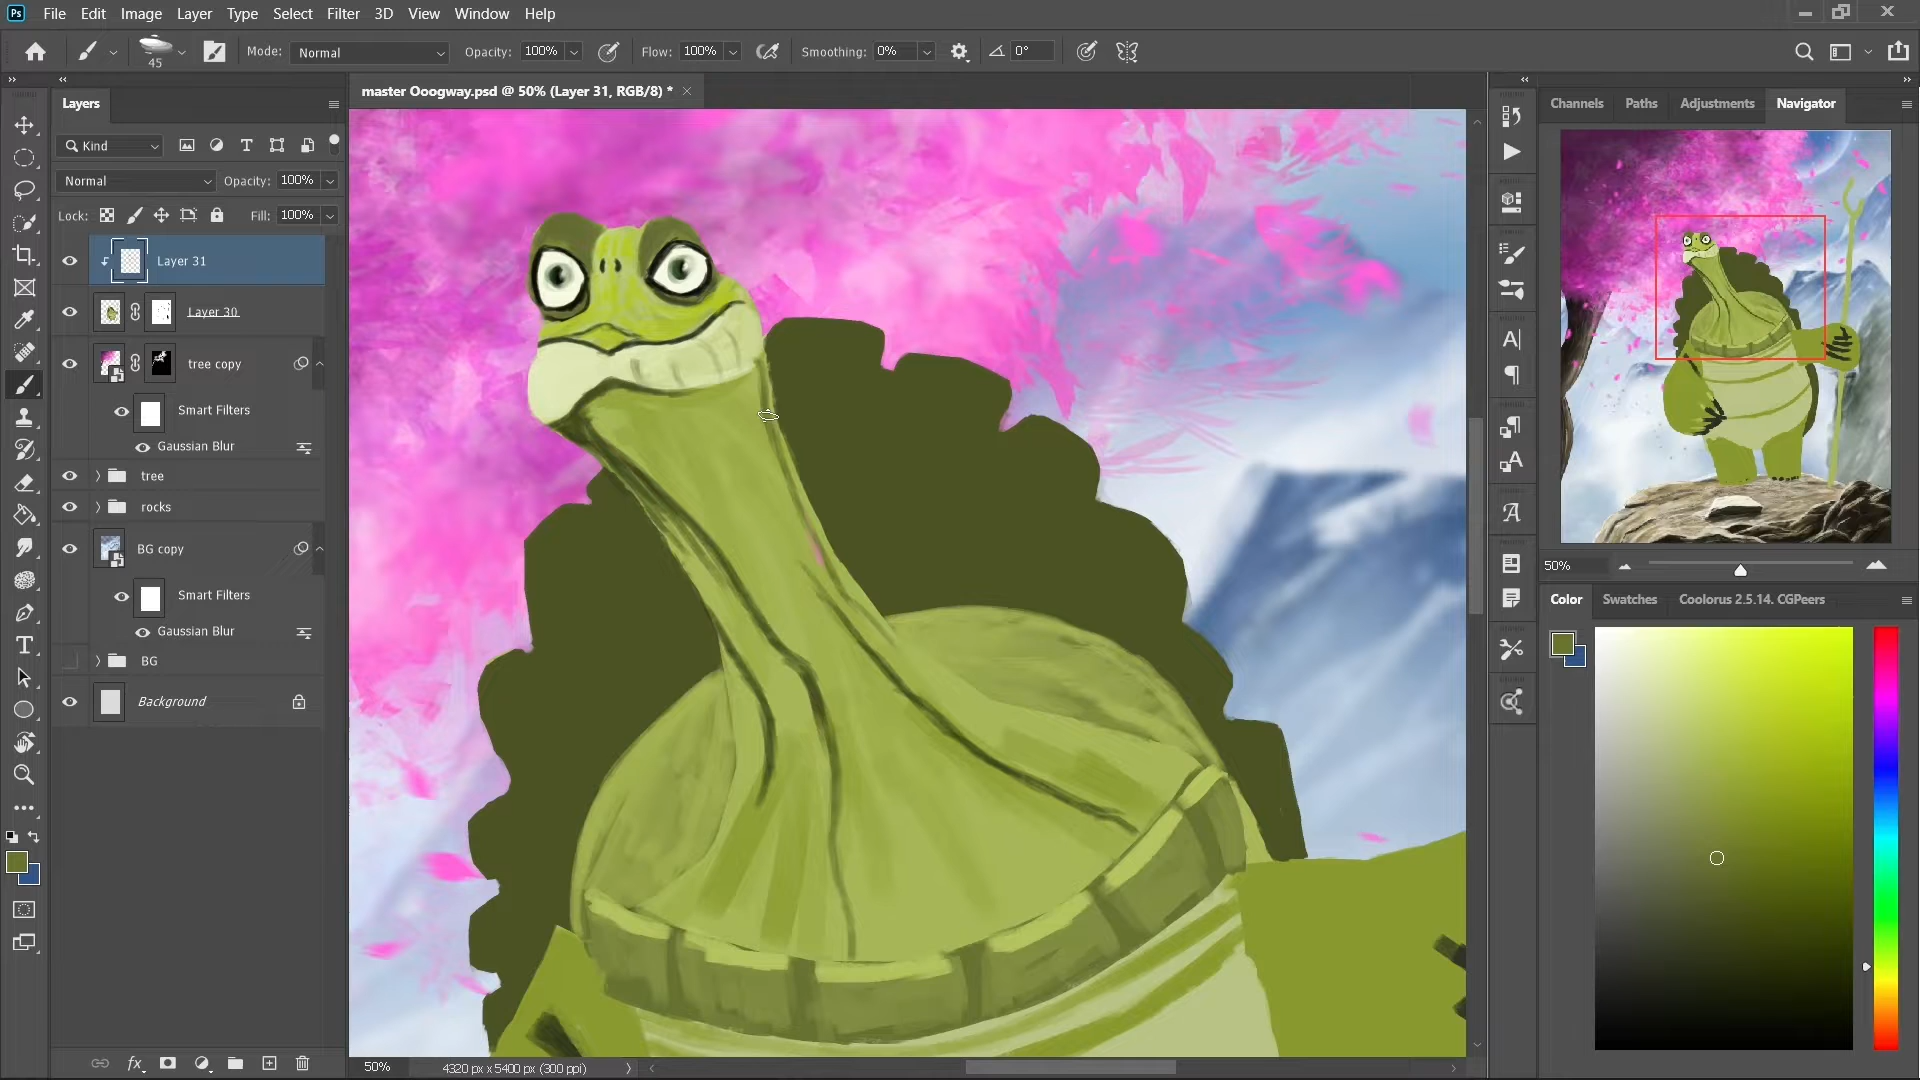 Ps File Edit Image Layer Type Select Filter 3D View Window Help
45 Mode: Normal Opacity: 100% Flow: 100% Smoothing: 0% 0°
Layers
master Ooogway.psd @ 50% (Layer 31, RGB/8) *
Channels Paths Adjustments Navigator
Kind
Normal Opacity: 100%
Lock: Fill: 100%
Layer 31
Layer 30
tree copy
Smart Filters
Gaussian Blur
tree
rocks
BG copy
Smart Filters
Gaussian Blur
BG
Background
50%
Color Swatches Coolorus 2.5.14. CGPeers
fx
50% 4320 px x 5400 px (300 ppi)